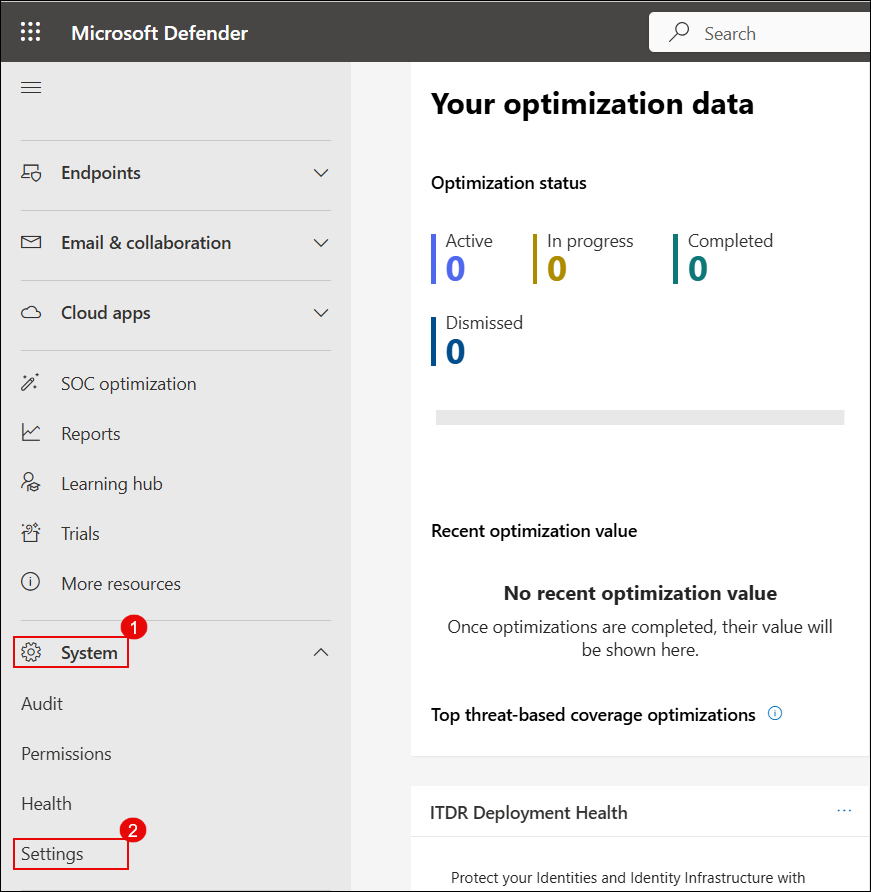 Microsoft Defender
Search
Endpoints
Email & collaboration
Cloud apps
SOC optimization
Reports
Learning hub
Trials
More resources
1
System
Audit
Permissions
Health
2
Settings
Your optimization data
Optimization status
Active
0
In progress
0
Completed
0
Dismissed
0
Recent optimization value
No recent optimization value
Once optimizations are completed, their value will
be shown here.
Top threat-based coverage optimizations
ITDR Deployment Health
Protect your Identities and Identity Infrastructure with